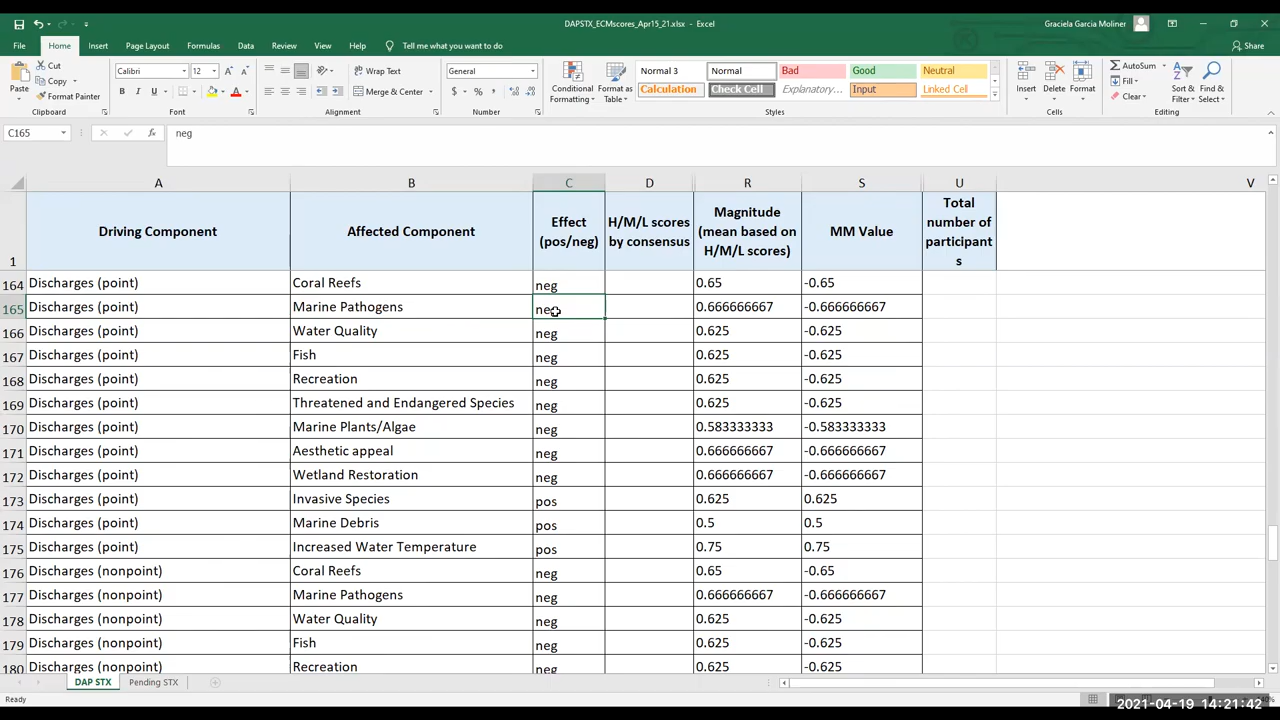 DAPSTX_ECMscores_Apr15_21.xlsx - Excel
Graciela Garcia Moliner
File Home Insert Page Layout Formulas Data Review View Help Tell me what you want to do
Share
Paste
Cut
Copy
Format Painter
Clipboard
Calibri 12
B I U
Font
Wrap Text
Merge & Center
Alignment
General
$ % ,
Number
Conditional Formatting
Format as Table
Normal 3 Normal Bad Good Neutral
Calculation Check Cell Explanatory... Input Linked Cell
Styles
Insert Delete Format
Cells
AutoSum
Fill
Clear
Sort & Filter
Find & Select
Editing
C165 fx neg
A B C D R S U V
1 Driving Component Affected Component Effect (pos/neg) H/M/L scores by consensus Magnitude (mean based on H/M/L scores) MM Value Total number of participants
164 Discharges (point) Coral Reefs neg 0.65 -0.65
165 Discharges (point) Marine Pathogens neg 0.666666667 -0.666666667
166 Discharges (point) Water Quality neg 0.625 -0.625
167 Discharges (point) Fish neg 0.625 -0.625
168 Discharges (point) Recreation neg 0.625 -0.625
169 Discharges (point) Threatened and Endangered Species neg 0.625 -0.625
170 Discharges (point) Marine Plants/Algae neg 0.583333333 -0.583333333
171 Discharges (point) Aesthetic appeal neg 0.666666667 -0.666666667
172 Discharges (point) Wetland Restoration neg 0.666666667 -0.666666667
173 Discharges (point) Invasive Species pos 0.625 0.625
174 Discharges (point) Marine Debris pos 0.5 0.5
175 Discharges (point) Increased Water Temperature pos 0.75 0.75
176 Discharges (nonpoint) Coral Reefs neg 0.65 -0.65
177 Discharges (nonpoint) Marine Pathogens neg 0.666666667 -0.666666667
178 Discharges (nonpoint) Water Quality neg 0.625 -0.625
179 Discharges (nonpoint) Fish neg 0.625 -0.625
180 Discharges (nonpoint) Recreation neg 0.625 -0.625
DAP STX Pending STX
Ready
2021-04-19 14:21:42